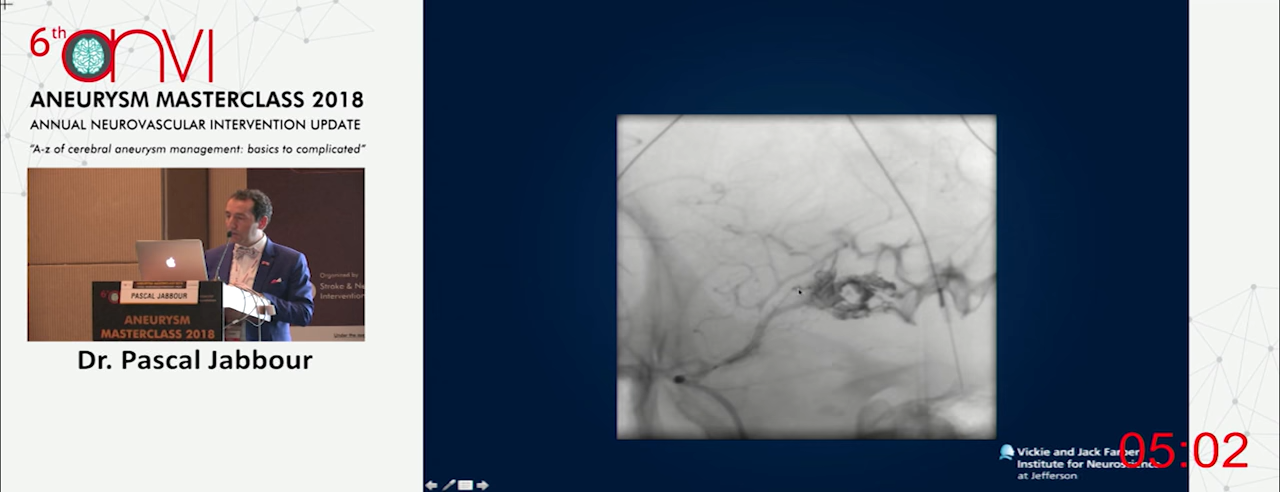 6th anvi
ANEURYSM MASTERCLASS 2018
ANNUAL NEUROVASCULAR INTERVENTION UPDATE
"A-z of cerebral aneurysm management: basics to complicated"
PASCAL JABBOUR
ANEURYSM
MASTERCLASS 2018
Organized by
Stroke & Ne
Intervention
Under the
Dr. Pascal Jabbour
Vickie and Jack Farber
Institute for Neuroscience
at Jefferson
05:02